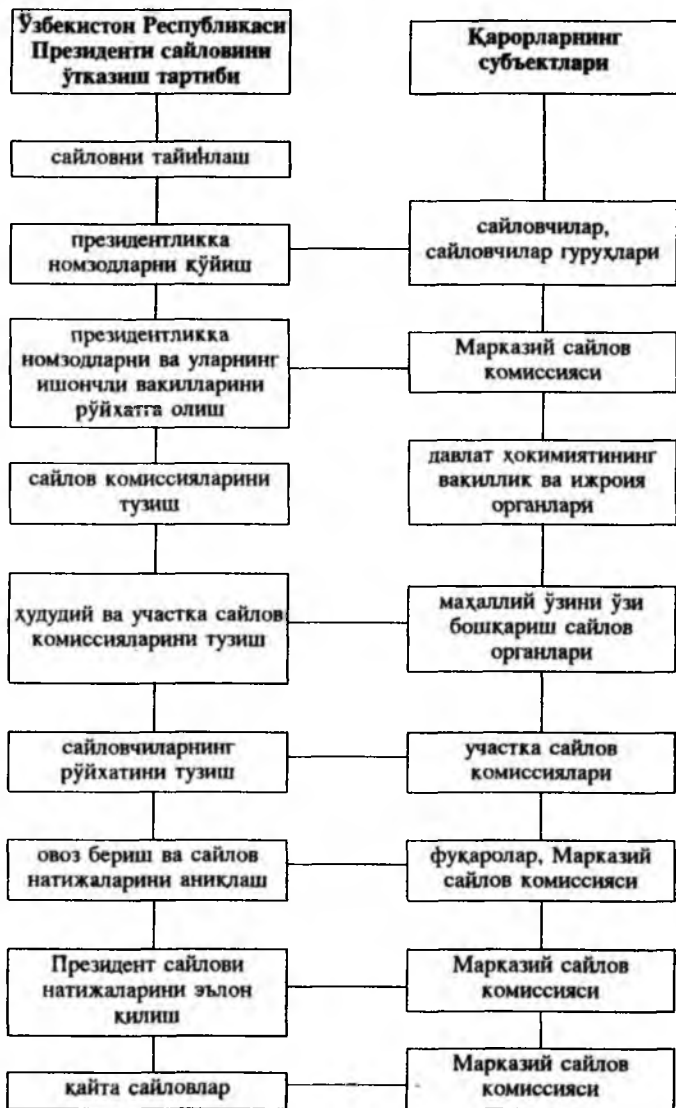 Ўзбекистон Республикаси
Президенти сайловини
ўтказиш тартиби
Қарорларнинг
субъектлари
сайловни тайинлаш
президентликка
номзодларни қўйиш
сайловчилар,
сайловчилар гуруҳлари
президентликка
номзодларни ва уларнинг
ишончли вакилларини
рўйхатга олиш
Марказий сайлов
комиссияси
сайлов комиссияларини
тузиш
давлат ҳокимиятининг
вакиллик ва ижроия
органлари
ҳудудий ва участка сайлов
комиссияларини тузиш
маҳаллий ўзини ўзи
бошқариш сайлов
органлари
сайловчиларнинг
рўйхатини тузиш
участка сайлов
комиссиялари
овоз бериш ва сайлов
натижаларини аниқлаш
фуқаролар, Марказий
сайлов комиссияси
Президент сайлови
натижаларини эълон
қилиш
Марказий сайлов
комиссияси
қайта сайловлар
Марказий сайлов
комиссияси